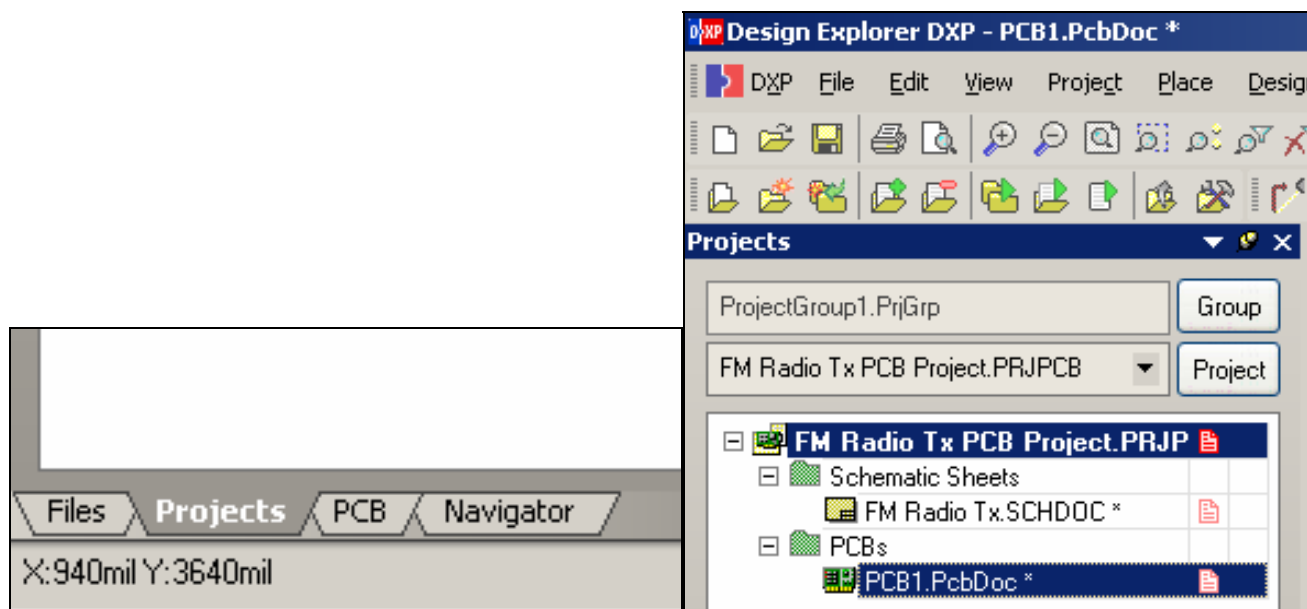 Files Projects PCB Navigator
X:940mil Y:3640mil
DXP Design Explorer DXP - PCB1.PcbDoc *
DXP File Edit View Project Place Desig
Projects
ProjectGroup1.PrjGrp Group
FM Radio Tx PCB Project.PRJPCB Project
FM Radio Tx PCB Project.PRJP
Schematic Sheets
FM Radio Tx.SCHDOC *
PCBs
PCB1.PcbDoc *